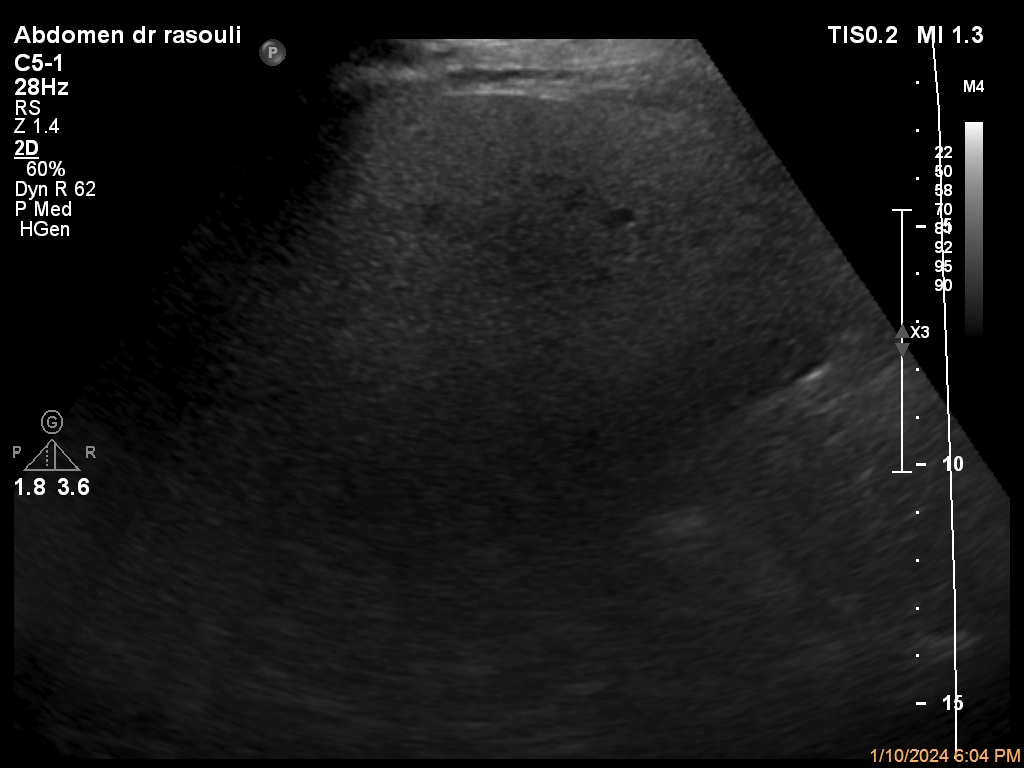 Abdomen dr rasouli
P
TIS0.2 MI 1.3
C5-1
28Hz
RS
Z 1.4
2D
60%
Dyn R 62
P Med
HGen
M4
22
50
58
70
92
95
90
X3
G
P R
1.8 3.6
10
15
1/10/2024 6:04 PM